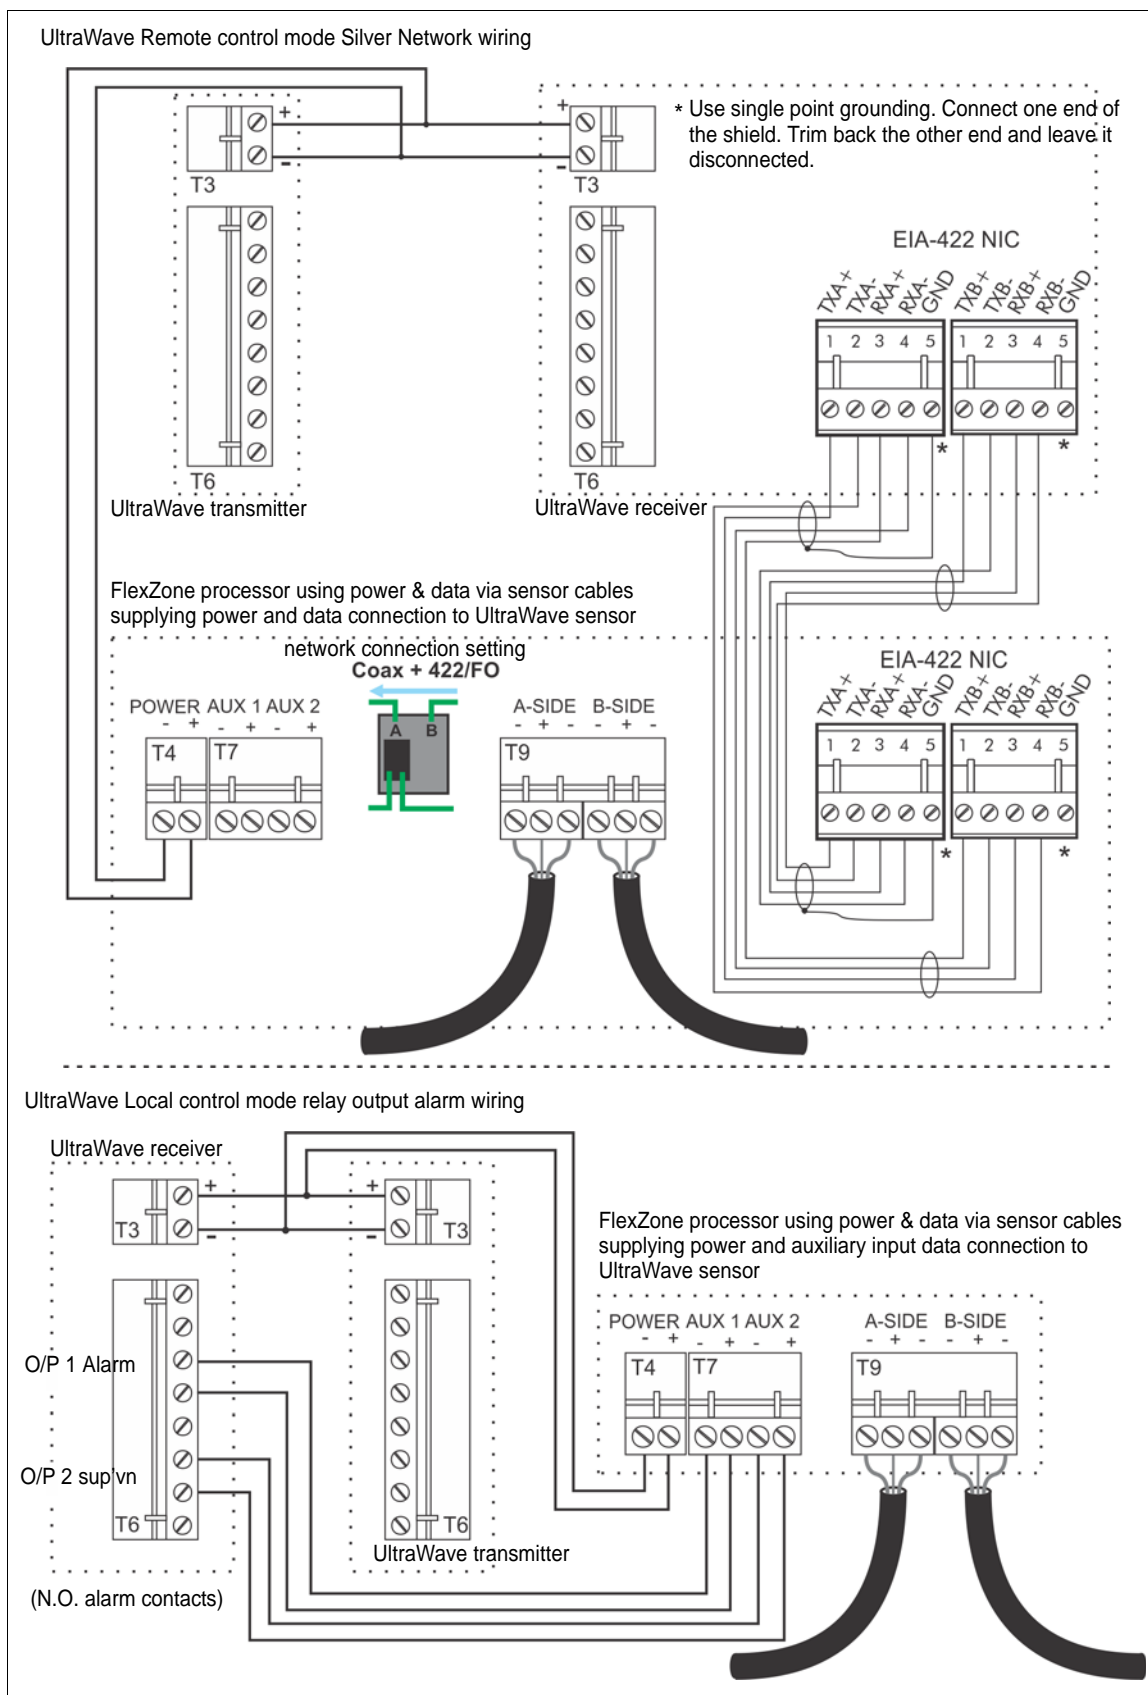 UltraWave Remote control mode Silver Network wiring
* Use single point grounding. Connect one end of
the shield. Trim back the other end and leave it
disconnected.
+ +
- -
T3 T3
EIA-422 NIC
TXA+ TXA- RXA+ RXA- GND TXB+ TXB- RXB+ RXB- GND
1 2 3 4 5 1 2 3 4 5
* *
T6 T6
UltraWave transmitter
UltraWave receiver
FlexZone processor using power & data via sensor cables
supplying power and data connection to UltraWave sensor
network connection setting
Coax + 422/FO
EIA-422 NIC
TXA+ TXA- RXA+ RXA- GND TXB+ TXB- RXB+ RXB- GND
POWER AUX 1 AUX 2
- + - + - +
A-SIDE B-SIDE
- + - - + -
A B
T4 T7
T9
1 2 3 4 5 1 2 3 4 5
* *
UltraWave Local control mode relay output alarm wiring
UltraWave receiver
+ +
- -
T3 T3
FlexZone processor using power & data via sensor cables
supplying power and auxiliary input data connection to
UltraWave sensor
POWER AUX 1 AUX 2
- + - + - +
A-SIDE B-SIDE
- + - - + -
T4 T7
T9
O/P 1 Alarm
O/P 2 sup'vn
T6 T6
UltraWave transmitter
(N.O. alarm contacts)